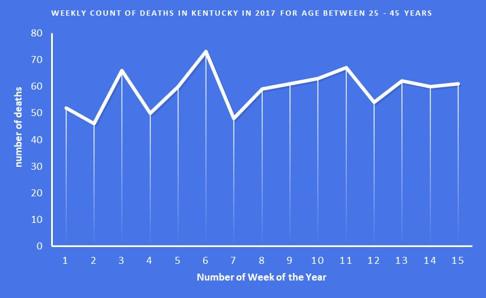 WEEKLY COUNT OF DEATHS IN KENTUCKY IN 2017 FOR AGE BETWEEN 25 - 45 YEARS
80
70
60
50
40
30
20
10
0
number of deaths
1 2 3 4 5 6 7 8 9 10 11 12 13 14 15
Number of Week of the Year